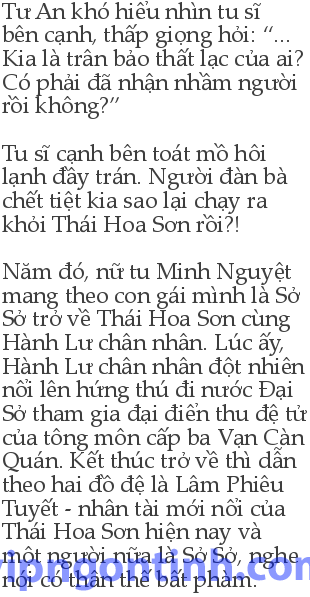 Tư An khó hiểu nhìn tu sĩ
bên cạnh, thấp giọng hỏi: “...
Kia là trân bảo thất lạc của ai?
Có phải đã nhận nhầm người
rồi không?”
Tu sĩ cạnh bên toát mồ hôi
lạnh đầy trán. Người đàn bà
chết tiệt kia sao lại chạy ra
khỏi Thái Hoa Sơn rồi?!
Năm đó, nữ tu Minh Nguyệt
mang theo con gái mình là Sở
Sở trở về Thái Hoa Sơn cùng
Hành Lư chân nhân. Lúc ấy,
Hành Lư chân nhân đột nhiên
nổi lên hứng thú đi nước Đại
Sở tham gia đại điển thu đệ tử
của tông môn cấp ba Vạn Càn
Quán. Kết thúc trở về thì dẫn
theo hai đồ đệ là Lâm Phiêu
Tuyết - nhân tài mới nổi của
Thái Hoa Sơn hiện nay và
một người nữa là Sở Sở, nghe
nói có thân thế bất phàm.
vipngontinh.com